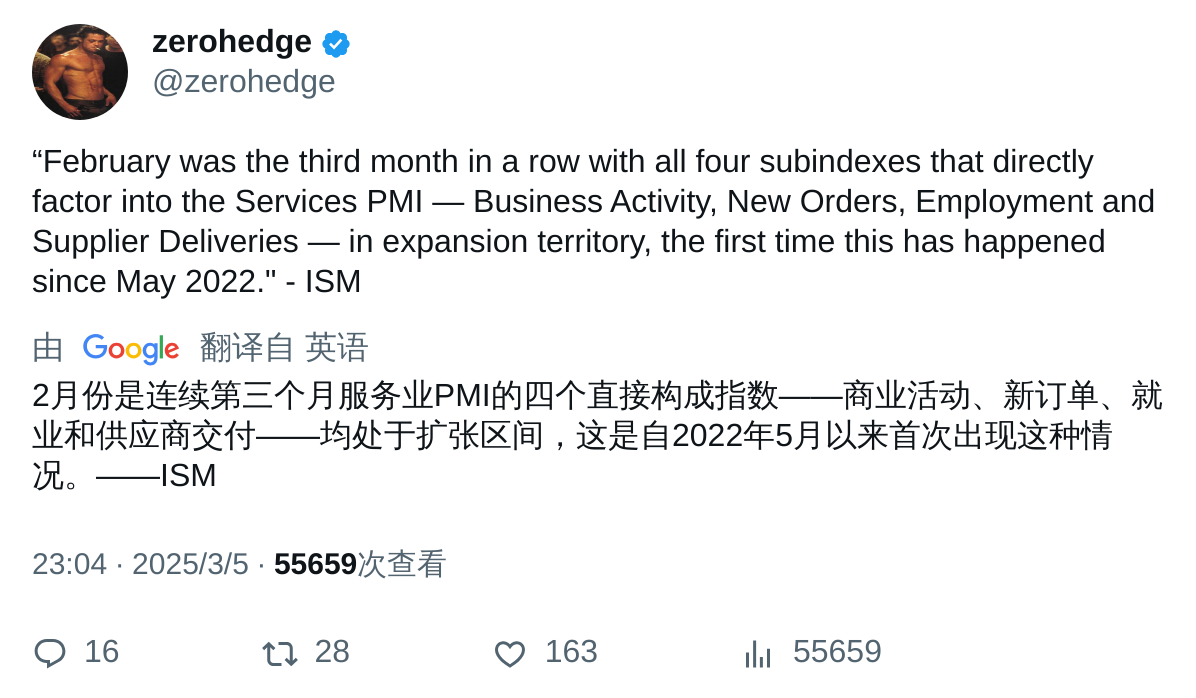 zerohedge
@zerohedge
“February was the third month in a row with all four subindexes that directly
factor into the Services PMI — Business Activity, New Orders, Employment and
Supplier Deliveries — in expansion territory, the first time this has happened
since May 2022." - ISM
由 Google 翻译自 英语
2月份是连续第三个月服务业PMI的四个直接构成指数——商业活动、新订单、就
业和供应商交付——均处于扩张区间，这是自2022年5月以来首次出现这种情
况。——ISM
23:04 · 2025/3/5 · 55659次查看
16 28 163 55659